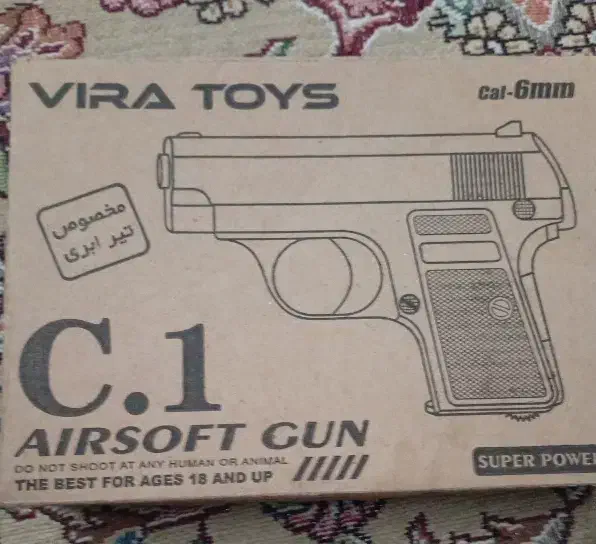 VIRA TOYS
Cal-6mm
مخصوص
تیر ابری
C.1
AIRSOFT GUN
DO NOT SHOOT AT ANY HUMAN OR ANIMAL
THE BEST FOR AGES 18 AND UP
SUPER POWER